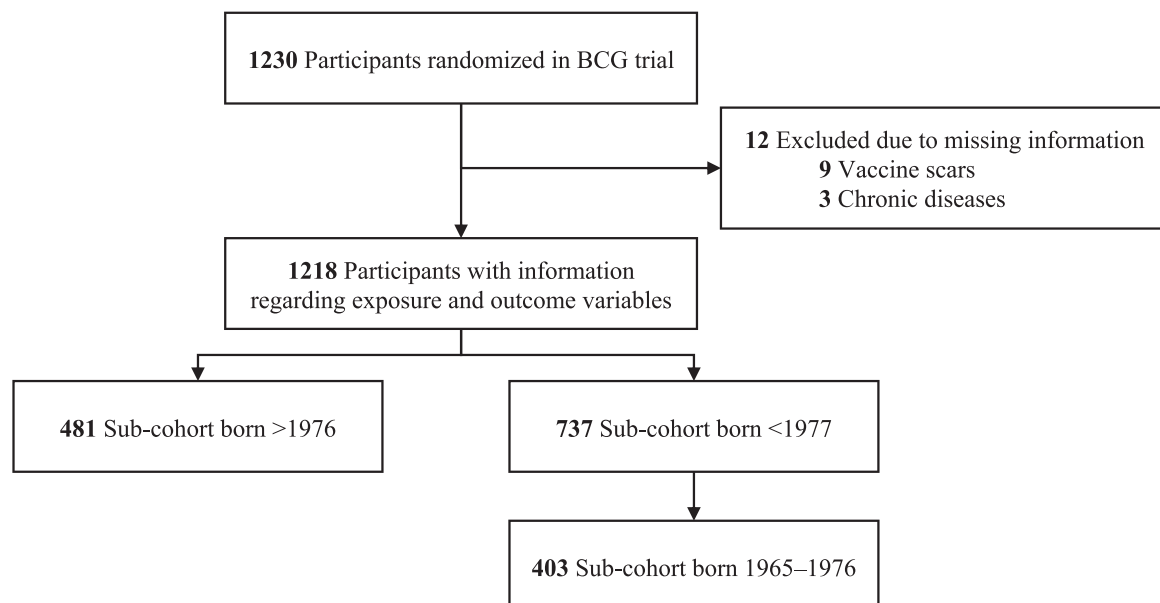 1230 Participants randomized in BCG trial
12 Excluded due to missing information
9 Vaccine scars
3 Chronic diseases
1218 Participants with information
regarding exposure and outcome variables
481 Sub-cohort born >1976
737 Sub-cohort born <1977
403 Sub-cohort born 1965–1976